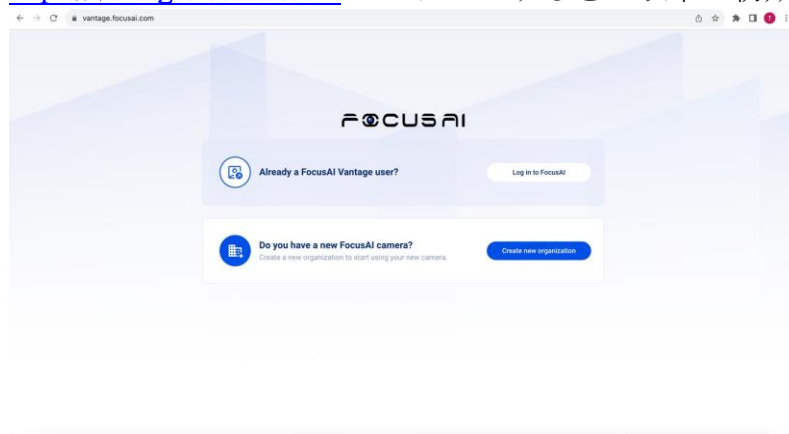 vantage.focusai.com
FOCUSAI
Already a FocusAI Vantage user?
Log in to FocusAI
Do you have a new FocusAI camera?
Create a new organization to start using your new camera.
Create new organization